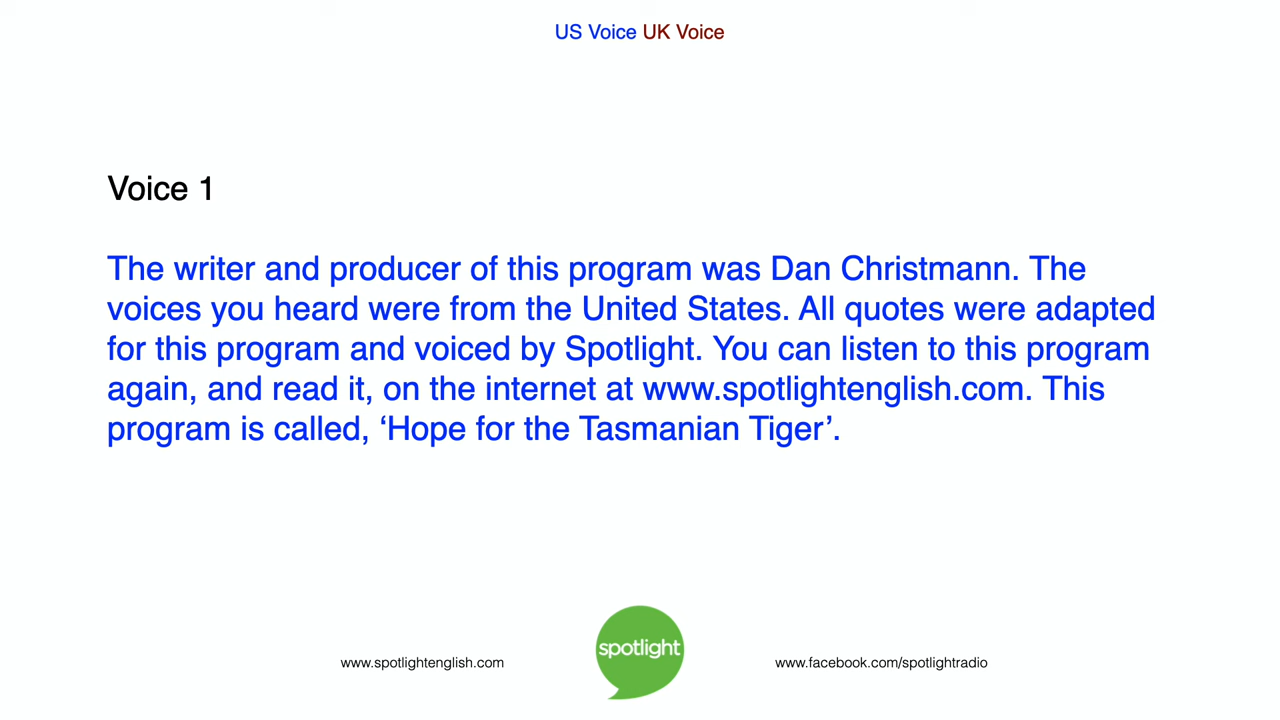 US Voice UK Voice
Voice 1
The writer and producer of this program was Dan Christmann. The
voices you heard were from the United States. All quotes were adapted
for this program and voiced by Spotlight. You can listen to this program
again, and read it, on the internet at www.spotlightenglish.com. This
program is called, ‘Hope for the Tasmanian Tiger’.
www.spotlightenglish.com
spotlight
www.facebook.com/spotlightradio